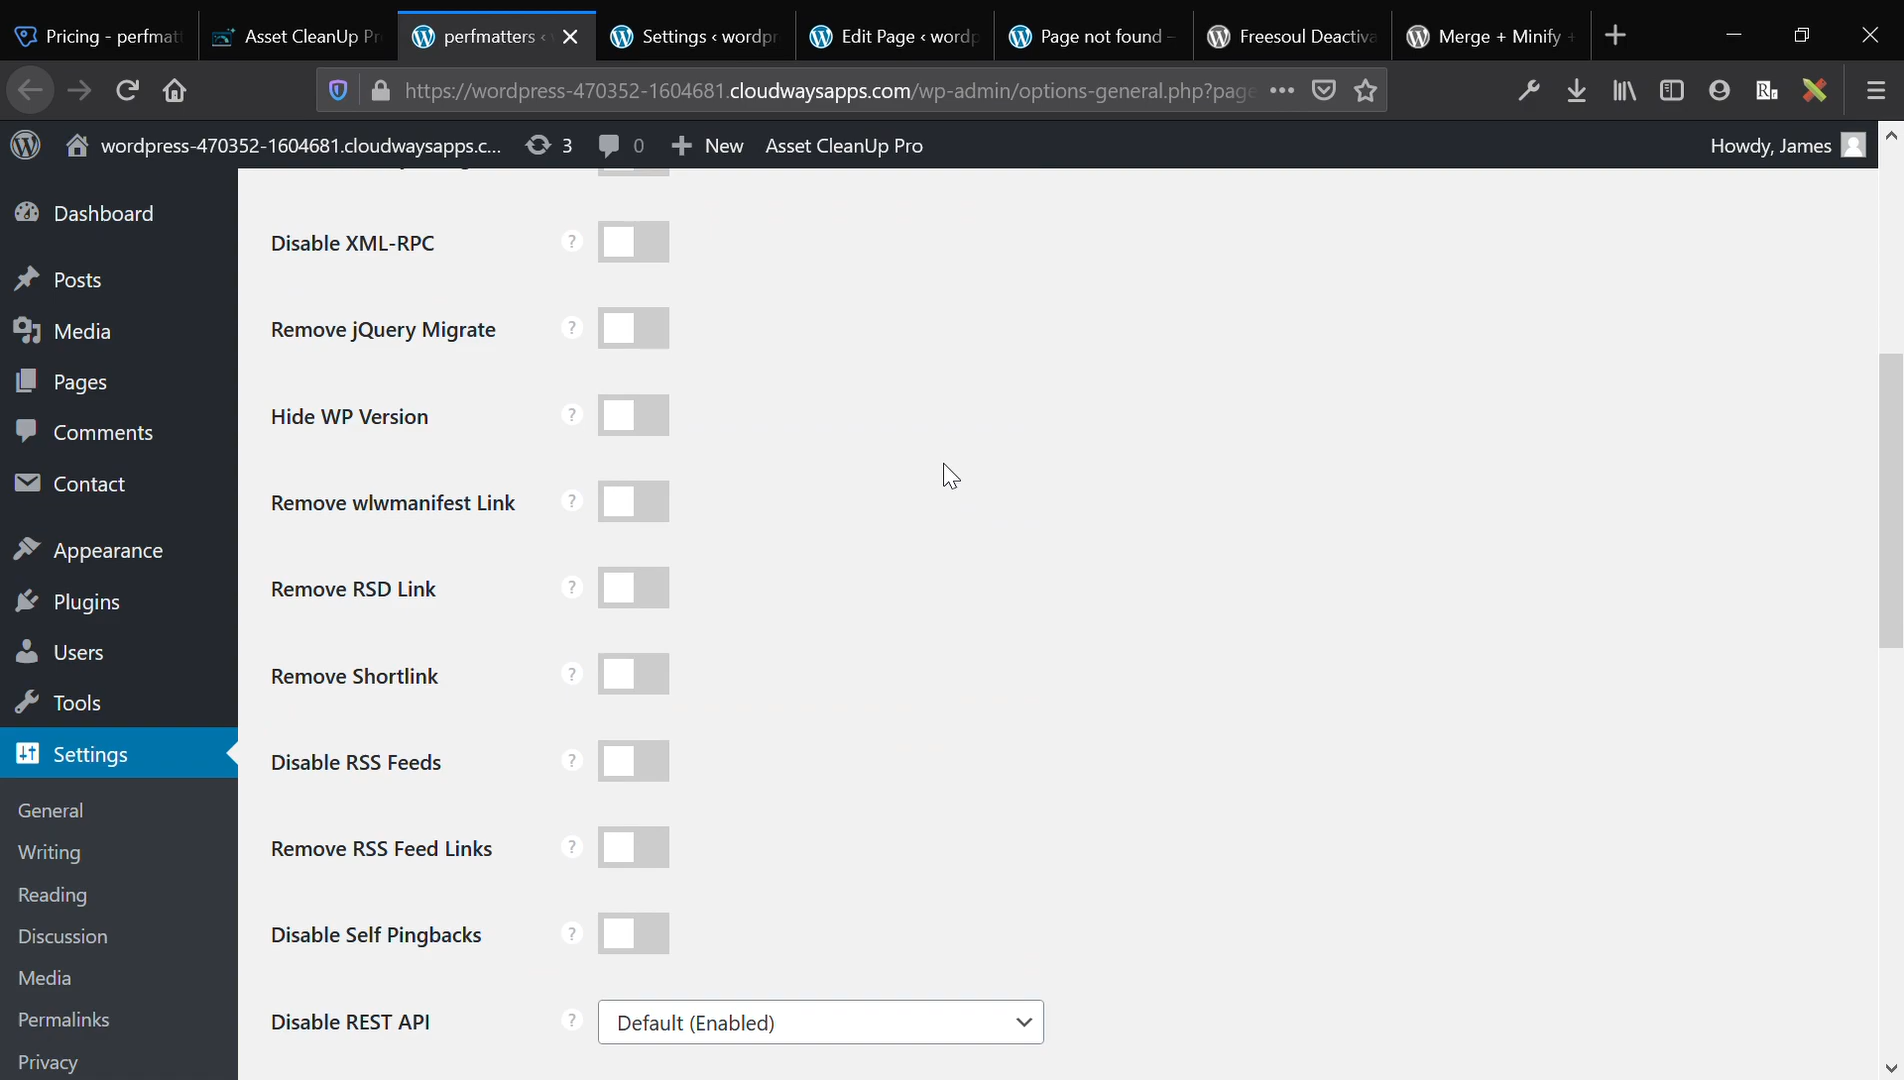 Pricing - perfmatt
Asset CleanUp Pr
perfmatters ‹ w
Settings ‹ wordpr
Edit Page ‹ wordp
Page not found –
Freesoul Deactiva
Merge + Minify +
https://wordpress-470352-1604681.cloudwaysapps.com/wp-admin/options-general.php?page
wordpress-470352-1604681.cloudwaysapps.c...
3
0
New
Asset CleanUp Pro
Howdy, James
Dashboard
Posts
Media
Pages
Comments
Contact
Appearance
Plugins
Users
Tools
Settings
General
Writing
Reading
Discussion
Media
Permalinks
Privacy
Disable XML-RPC ?
Remove jQuery Migrate ?
Hide WP Version ?
Remove wlwmanifest Link ?
Remove RSD Link ?
Remove Shortlink ?
Disable RSS Feeds ?
Remove RSS Feed Links ?
Disable Self Pingbacks ?
Disable REST API ? Default (Enabled)